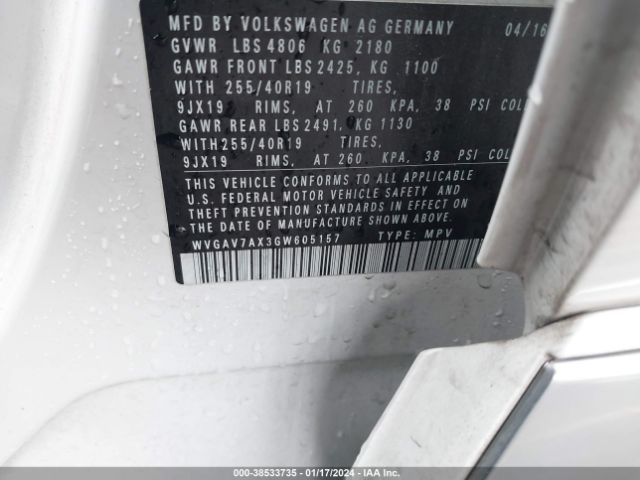 MFD BY VOLKSWAGEN AG GERMANY 04/16
GVWR LBS 4806 KG 2180
GAWR FRONT LBS 2425, KG 1100
WITH 255/40R19 TIRES,
9JX19 RIMS, AT 260 KPA, 38 PSI COL
GAWR REAR LBS 2491, KG 1130
WITH 255/40R19 TIRES,
9JX19 RIMS, AT 260 KPA, 38 PSI COL
THIS VEHICLE CONFORMS TO ALL APPLICABLE
U.S. FEDERAL MOTOR VEHICLE SAFETY AND
THEFT PREVENTION STANDARDS IN EFFECT ON
THE DATE OF MANUFACTURE SHOWN ABOVE.
WVGAV7AX3GW605157 TYPE: MPV
000-38533735 - 01/17/2024 - IAA Inc.